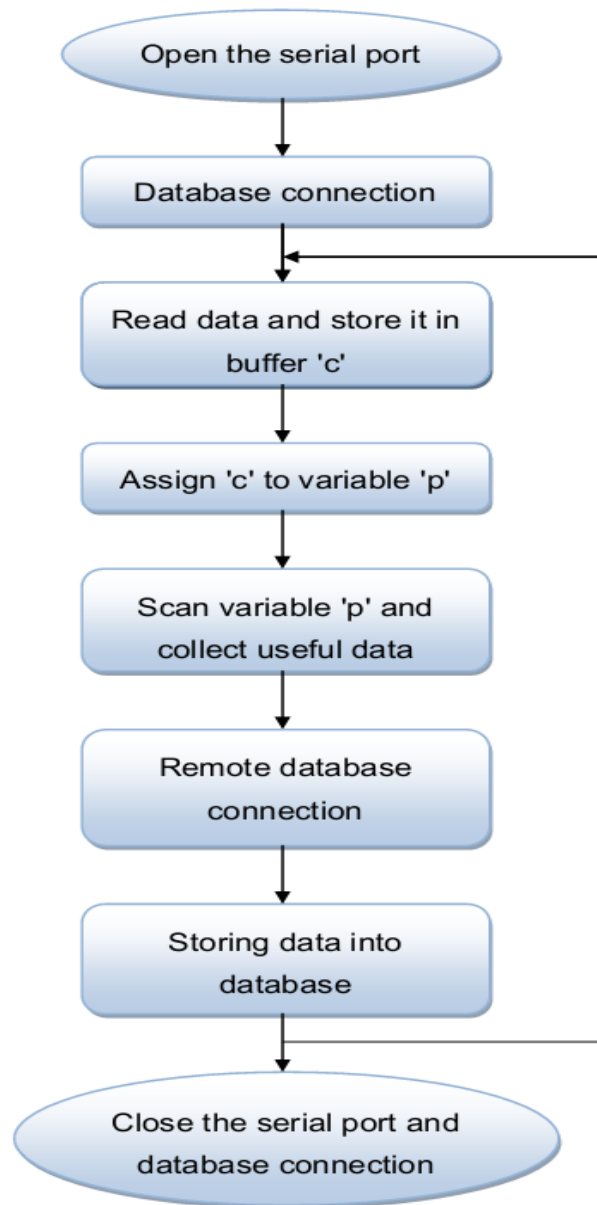 Open the serial port
Database connection
Read data and store it in
buffer 'c'
Assign 'c' to variable 'p'
Scan variable 'p' and
collect useful data
Remote database
connection
Storing data into
database
Close the serial port and
database connection